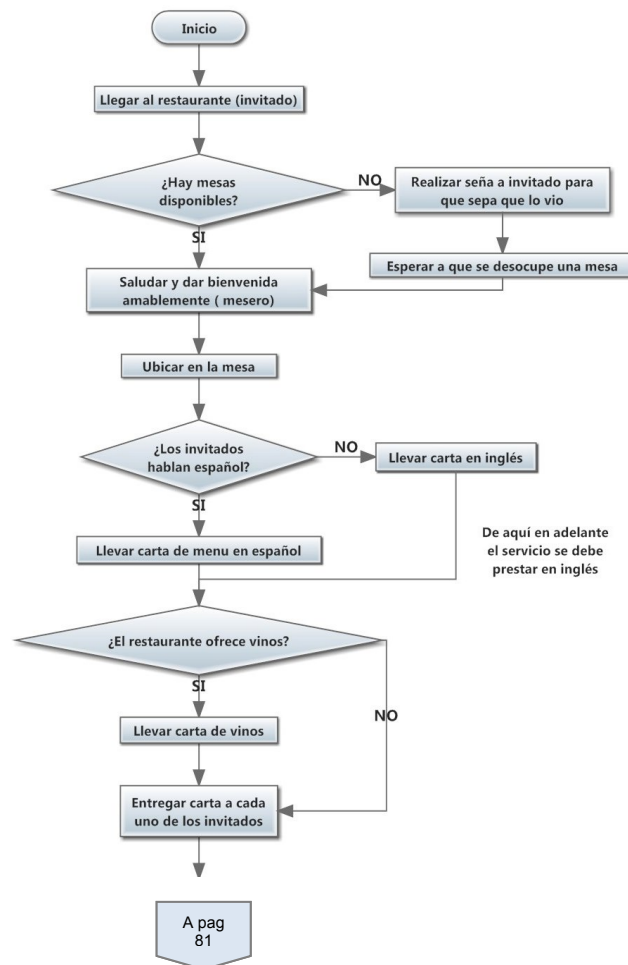 Inicio
Llegar al restaurante (invitado)
¿Hay mesas
disponibles?
NO
Realizar seña a invitado para
que sepa que lo vio
SI
Esperar a que se desocupe una mesa
Saludar y dar bienvenida
amablemente ( mesero)
Ubicar en la mesa
¿Los invitados
hablan español?
NO
Llevar carta en inglés
SI
Llevar carta de menu en español
De aquí en adelante
el servicio se debe
prestar en inglés
¿El restaurante ofrece vinos?
SI
NO
Llevar carta de vinos
Entregar carta a cada
uno de los invitados
A pag
81